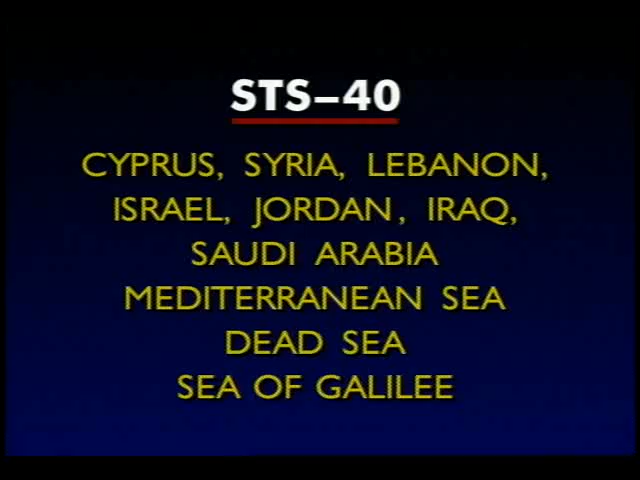 STS–40
CYPRUS, SYRIA, LEBANON,
ISRAEL, JORDAN, IRAQ,
SAUDI ARABIA
MEDITERRANEAN SEA
DEAD SEA
SEA OF GALILEE